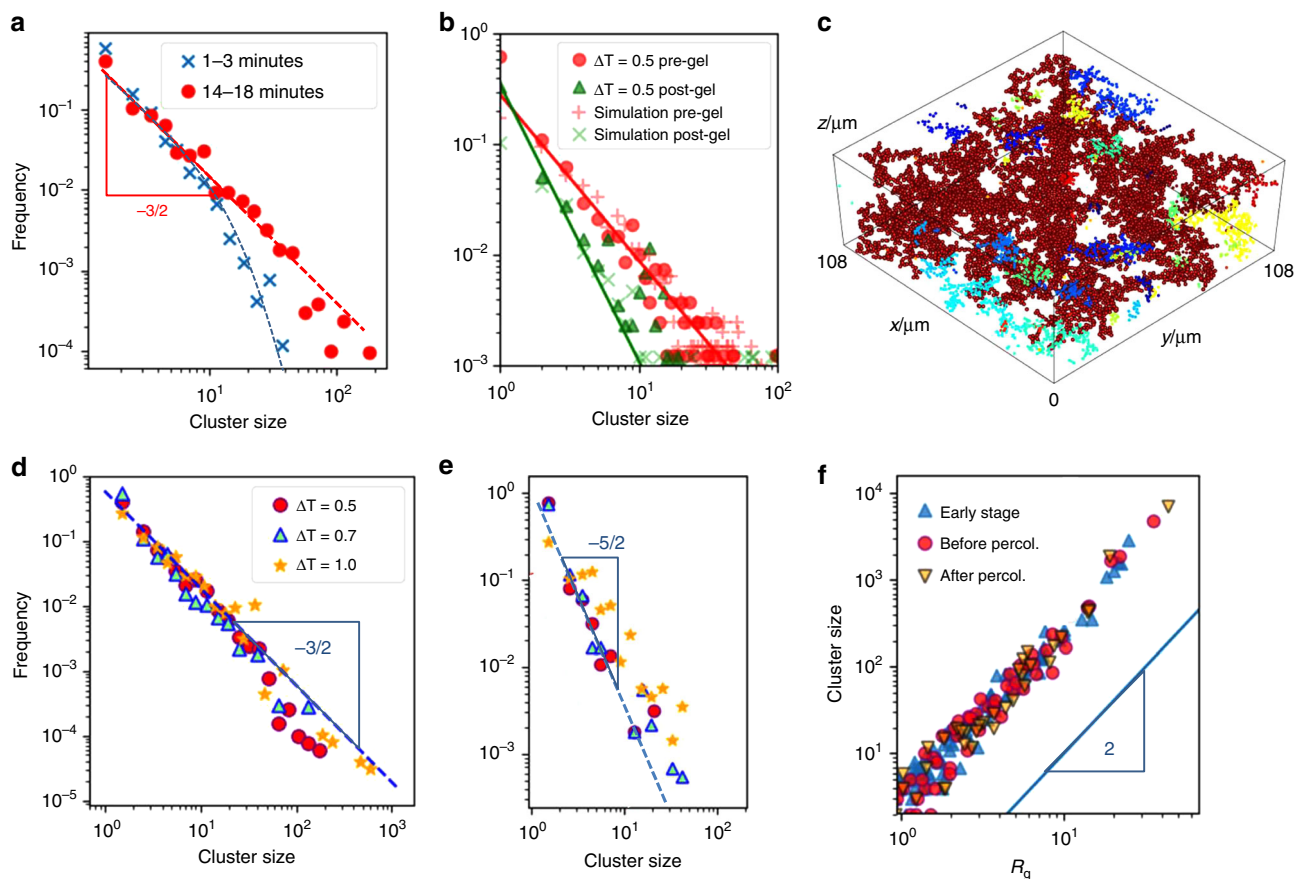 a
10⁻¹
10⁻²
10⁻³
10⁻⁴
Frequency
1–3 minutes
14–18 minutes
–3/2
10¹
10²
Cluster size
b
10⁰
10⁻¹
10⁻²
10⁻³
ΔT = 0.5 pre-gel
ΔT = 0.5 post-gel
Simulation pre-gel
Simulation post-gel
10⁰
10¹
10²
Cluster size
c
z/μm
108
x/μm
0
y/μm
108
d
10⁰
10⁻¹
10⁻²
10⁻³
10⁻⁴
10⁻⁵
Frequency
ΔT = 0.5
ΔT = 0.7
ΔT = 1.0
–3/2
10⁰
10¹
10²
10³
Cluster size
e
10⁰
10⁻¹
10⁻²
10⁻³
10⁻⁴
–5/2
10⁰
10¹
10²
Cluster size
f
10⁴
10³
10²
10¹
Cluster size
Early stage
Before percol.
After percol.
2
10⁰
10¹
R_g